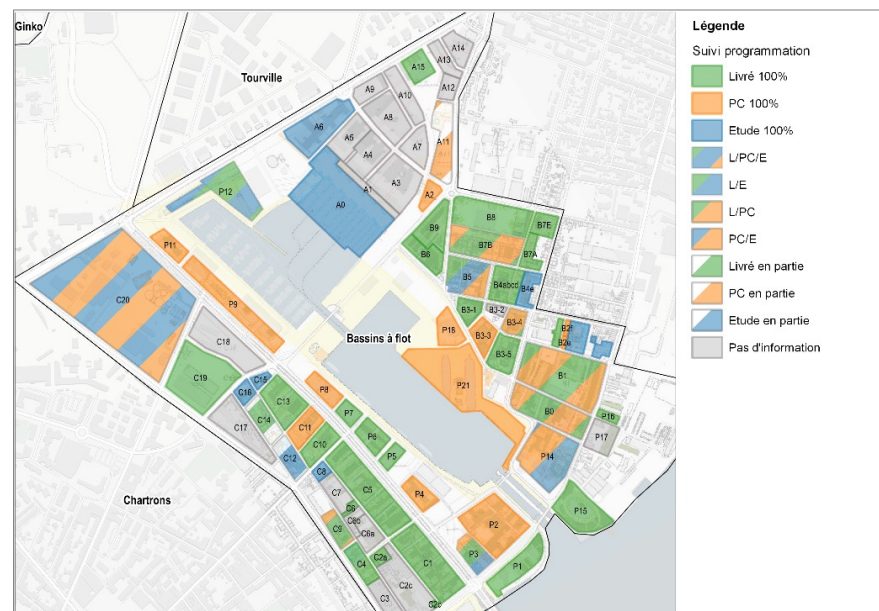 Ginko
Tourville
Bassins à flot
Chartrons
A14
A13
A15
A12
A9
A10
A8
A11
A6
A5
A7
A4
A3
A1
A0
A2
P12
B9
B8
B7E
B7B
B6
B7A
B5
B4abcd
B4e
P11
P9
C20
B3-1
B3-2
P18
B3-4
B3-3
B2f
B2e
B3-5
P21
B1
C18
C19
C15
C16
P8
C13
C14
P7
B0
P16
C17
C11
P6
P17
C10
C12
P5
P14
C8
C7
C5
P4
C6
C6b
P15
C9
C6a
P2
C4
C2a
C1
P3
P1
C2c
C3
C2c
Légende
Suivi programmation
Livré 100%
PC 100%
Etude 100%
L/PC/E
L/E
L/PC
PC/E
Livré en partie
PC en partie
Etude en partie
Pas d'information